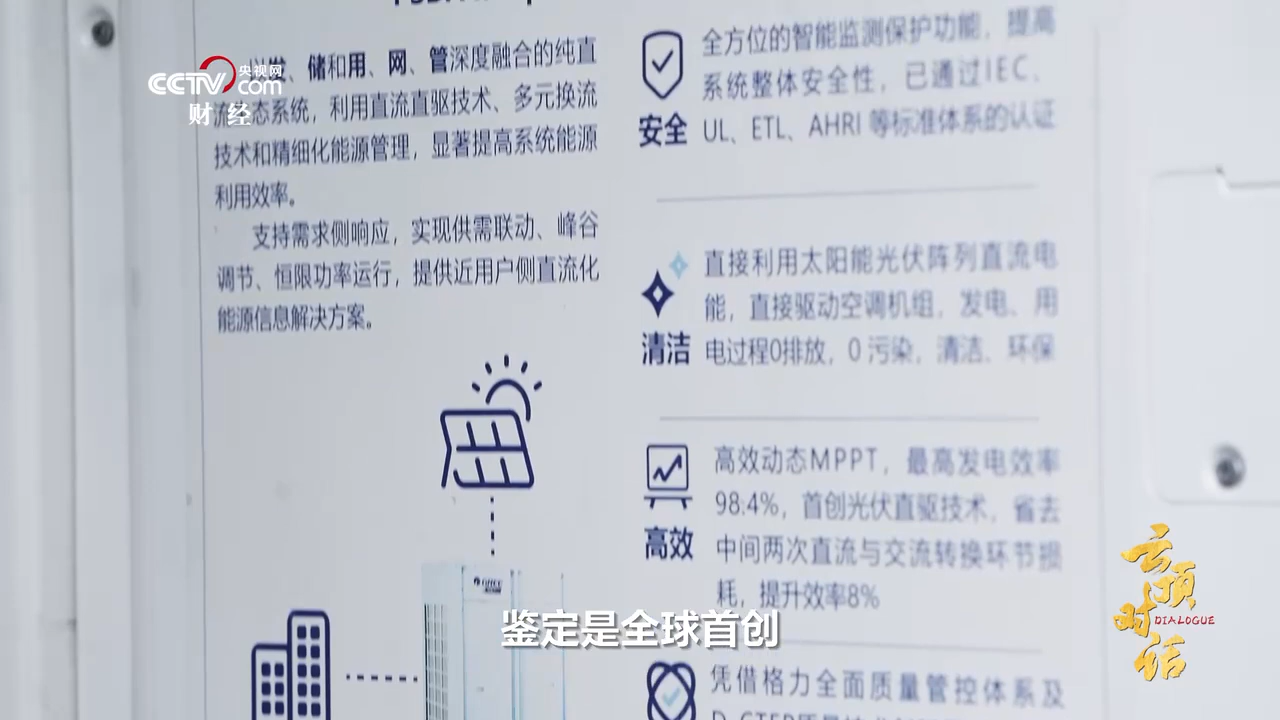 CCTV 央视网
com
财经
发、储和用、网、管深度融合的纯直
流生态系统，利用直流直驱技术、多元换流
技术和精细化能源管理，显著提高系统能源
利用效率。
支持需求侧响应，实现供需联动、峰谷
调节、恒限功率运行，提供近用户侧直流化
能源信息解决方案。
安全
全方位的智能监测保护功能，提高
系统整体安全性，已通过IEC、
UL、ETL、AHRI 等标准体系的认证
清洁
直接利用太阳能光伏阵列直流电
能，直接驱动空调机组，发电、用
电过程0排放，0 污染，清洁、环保
高效
高效动态MPPT，最高发电效率
98.4%，首创光伏直驱技术，省去
中间两次直流与交流转换环节损
耗，提升效率8%
凭借格力全面质量管控体系及
鉴定是全球首创
云顶对话
DIALOGUE